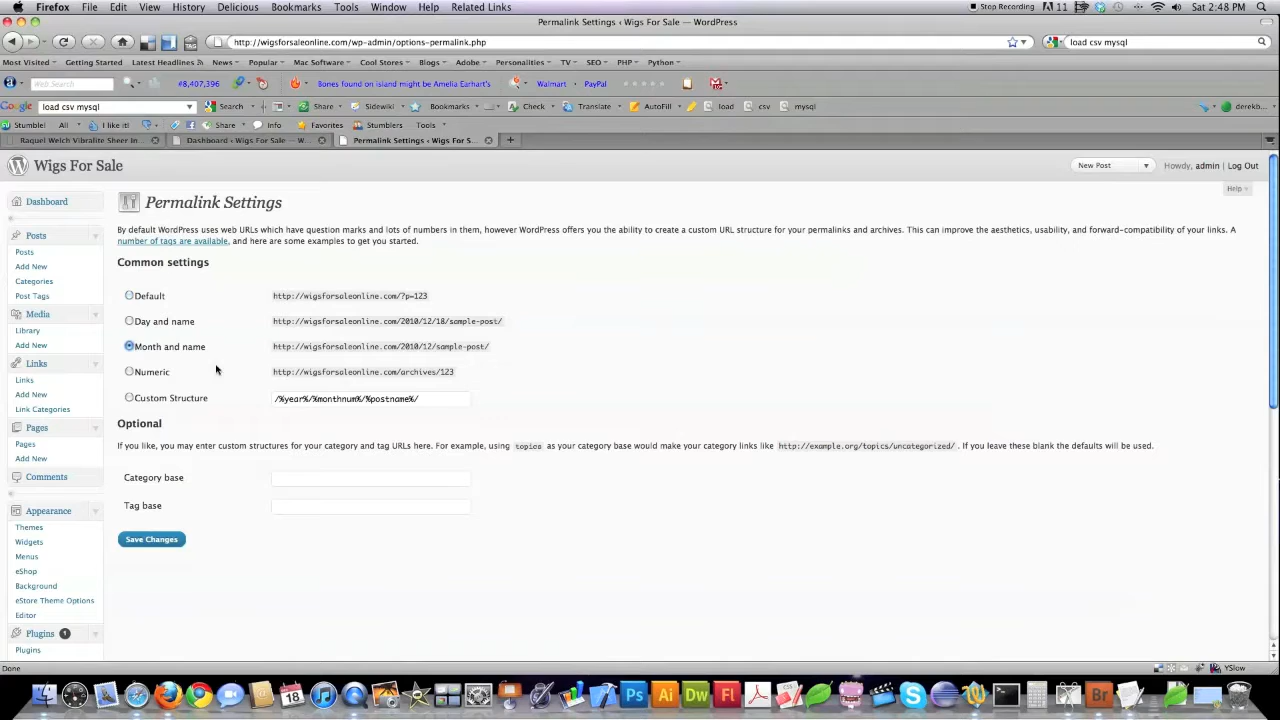 Firefox File Edit View History Delicious Bookmarks Tools Window Help Related Links Stop Recording 11 Sat 2:48 PM
Permalink Settings ‹ Wigs For Sale — WordPress
http://wigsforsaleonline.com/wp-admin/options-permalink.php load csv mysql
Most Visited Getting Started Latest Headlines News Popular Mac Software Cool Stores Blogs Adobe Personalities TV SEO PHP Python
Web Search #8,407,396 Bones found on island might be Amelia Earhart's Walmart PayPal
Google load csv mysql Search Share Sidewiki Bookmarks Check Translate AutoFill load csv mysql derekb...
StumbleI All I like it! Share Info Favorites Stumblers Tools
Raquel Welch Vibralite Sheer In... Dashboard ‹ Wigs For Sale — W... Permalink Settings ‹ Wigs For S...
Wigs For Sale New Post Howdy, admin | Log Out
Help
Dashboard
Posts
Posts
Add New
Categories
Post Tags
Media
Library
Add New
Links
Links
Add New
Link Categories
Pages
Pages
Add New
Comments
Appearance
Themes
Widgets
Menus
eShop
Background
eStore Theme Options
Editor
Plugins 1
Plugins
Permalink Settings
By default WordPress uses web URLs which have question marks and lots of numbers in them, however WordPress offers you the ability to create a custom URL structure for your permalinks and archives. This can improve the aesthetics, usability, and forward-compatibility of your links. A
number of tags are available, and here are some examples to get you started.
Common settings
Default http://wigsforsaleonline.com/?p=123
Day and name http://wigsforsaleonline.com/2010/12/18/sample-post/
Month and name http://wigsforsaleonline.com/2010/12/sample-post/
Numeric http://wigsforsaleonline.com/archives/123
Custom Structure /%year%/%monthnum%/%postname%/
Optional
If you like, you may enter custom structures for your category and tag URLs here. For example, using topics as your category base would make your category links like http://example.org/topics/uncategorized/ . If you leave these blank the defaults will be used.
Category base
Tag base
Save Changes
Done YSlow
18 Ps Ai Dw Fl Br